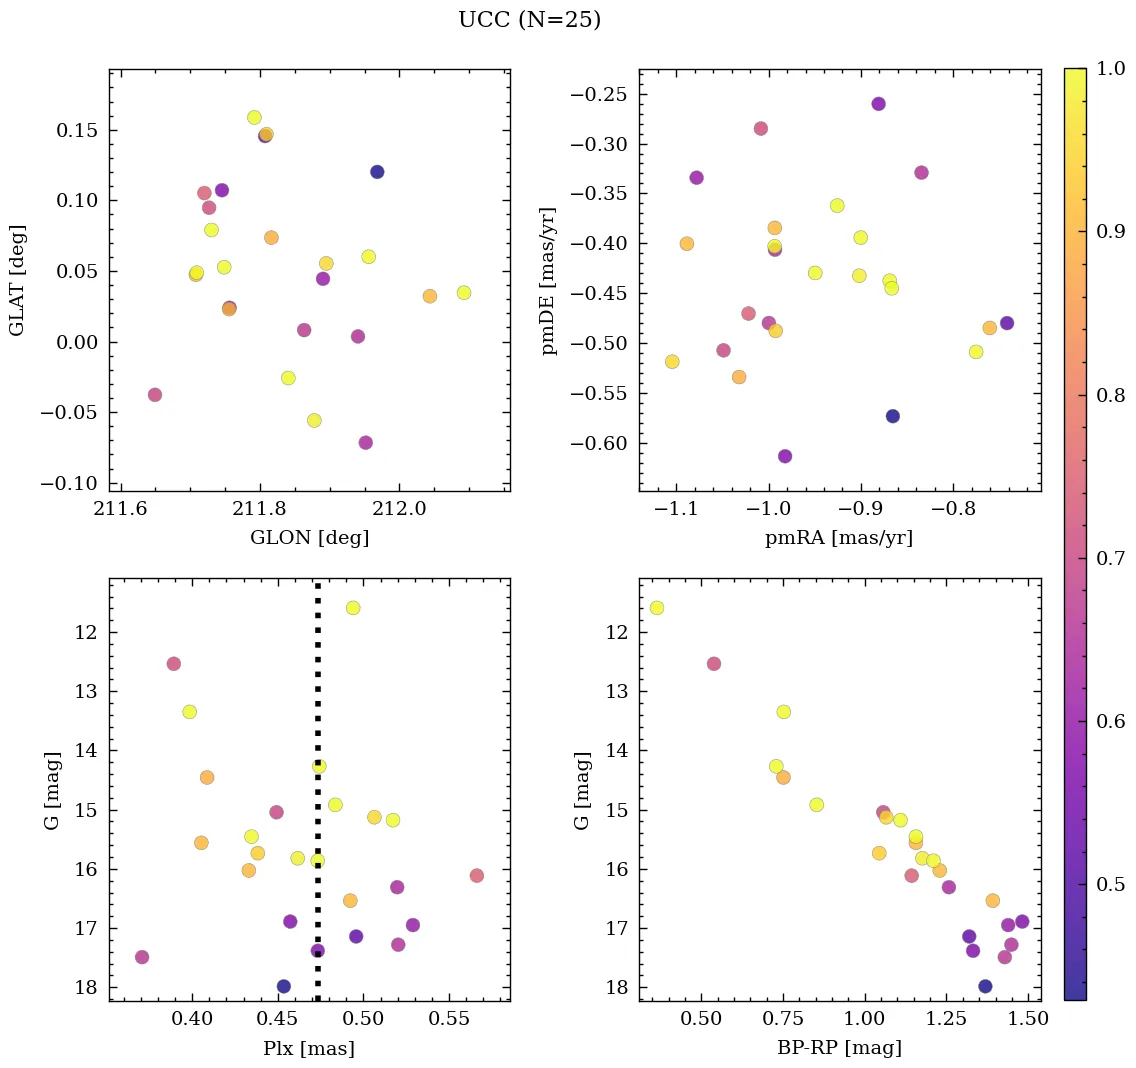 UCC (N=25)
0.15
0.10
0.05
0.00
−0.05
−0.10
GLAT [deg]
211.6 211.8 212.0
GLON [deg]
−0.25
−0.30
−0.35
−0.40
−0.45
−0.50
−0.55
−0.60
pmDE [mas/yr]
−1.1 −1.0 −0.9 −0.8
pmRA [mas/yr]
12
13
14
15
16
17
18
G [mag]
0.40 0.45 0.50 0.55
Plx [mas]
12
13
14
15
16
17
18
G [mag]
0.50 0.75 1.00 1.25 1.50
BP-RP [mag]
1.0
0.9
0.8
0.7
0.6
0.5